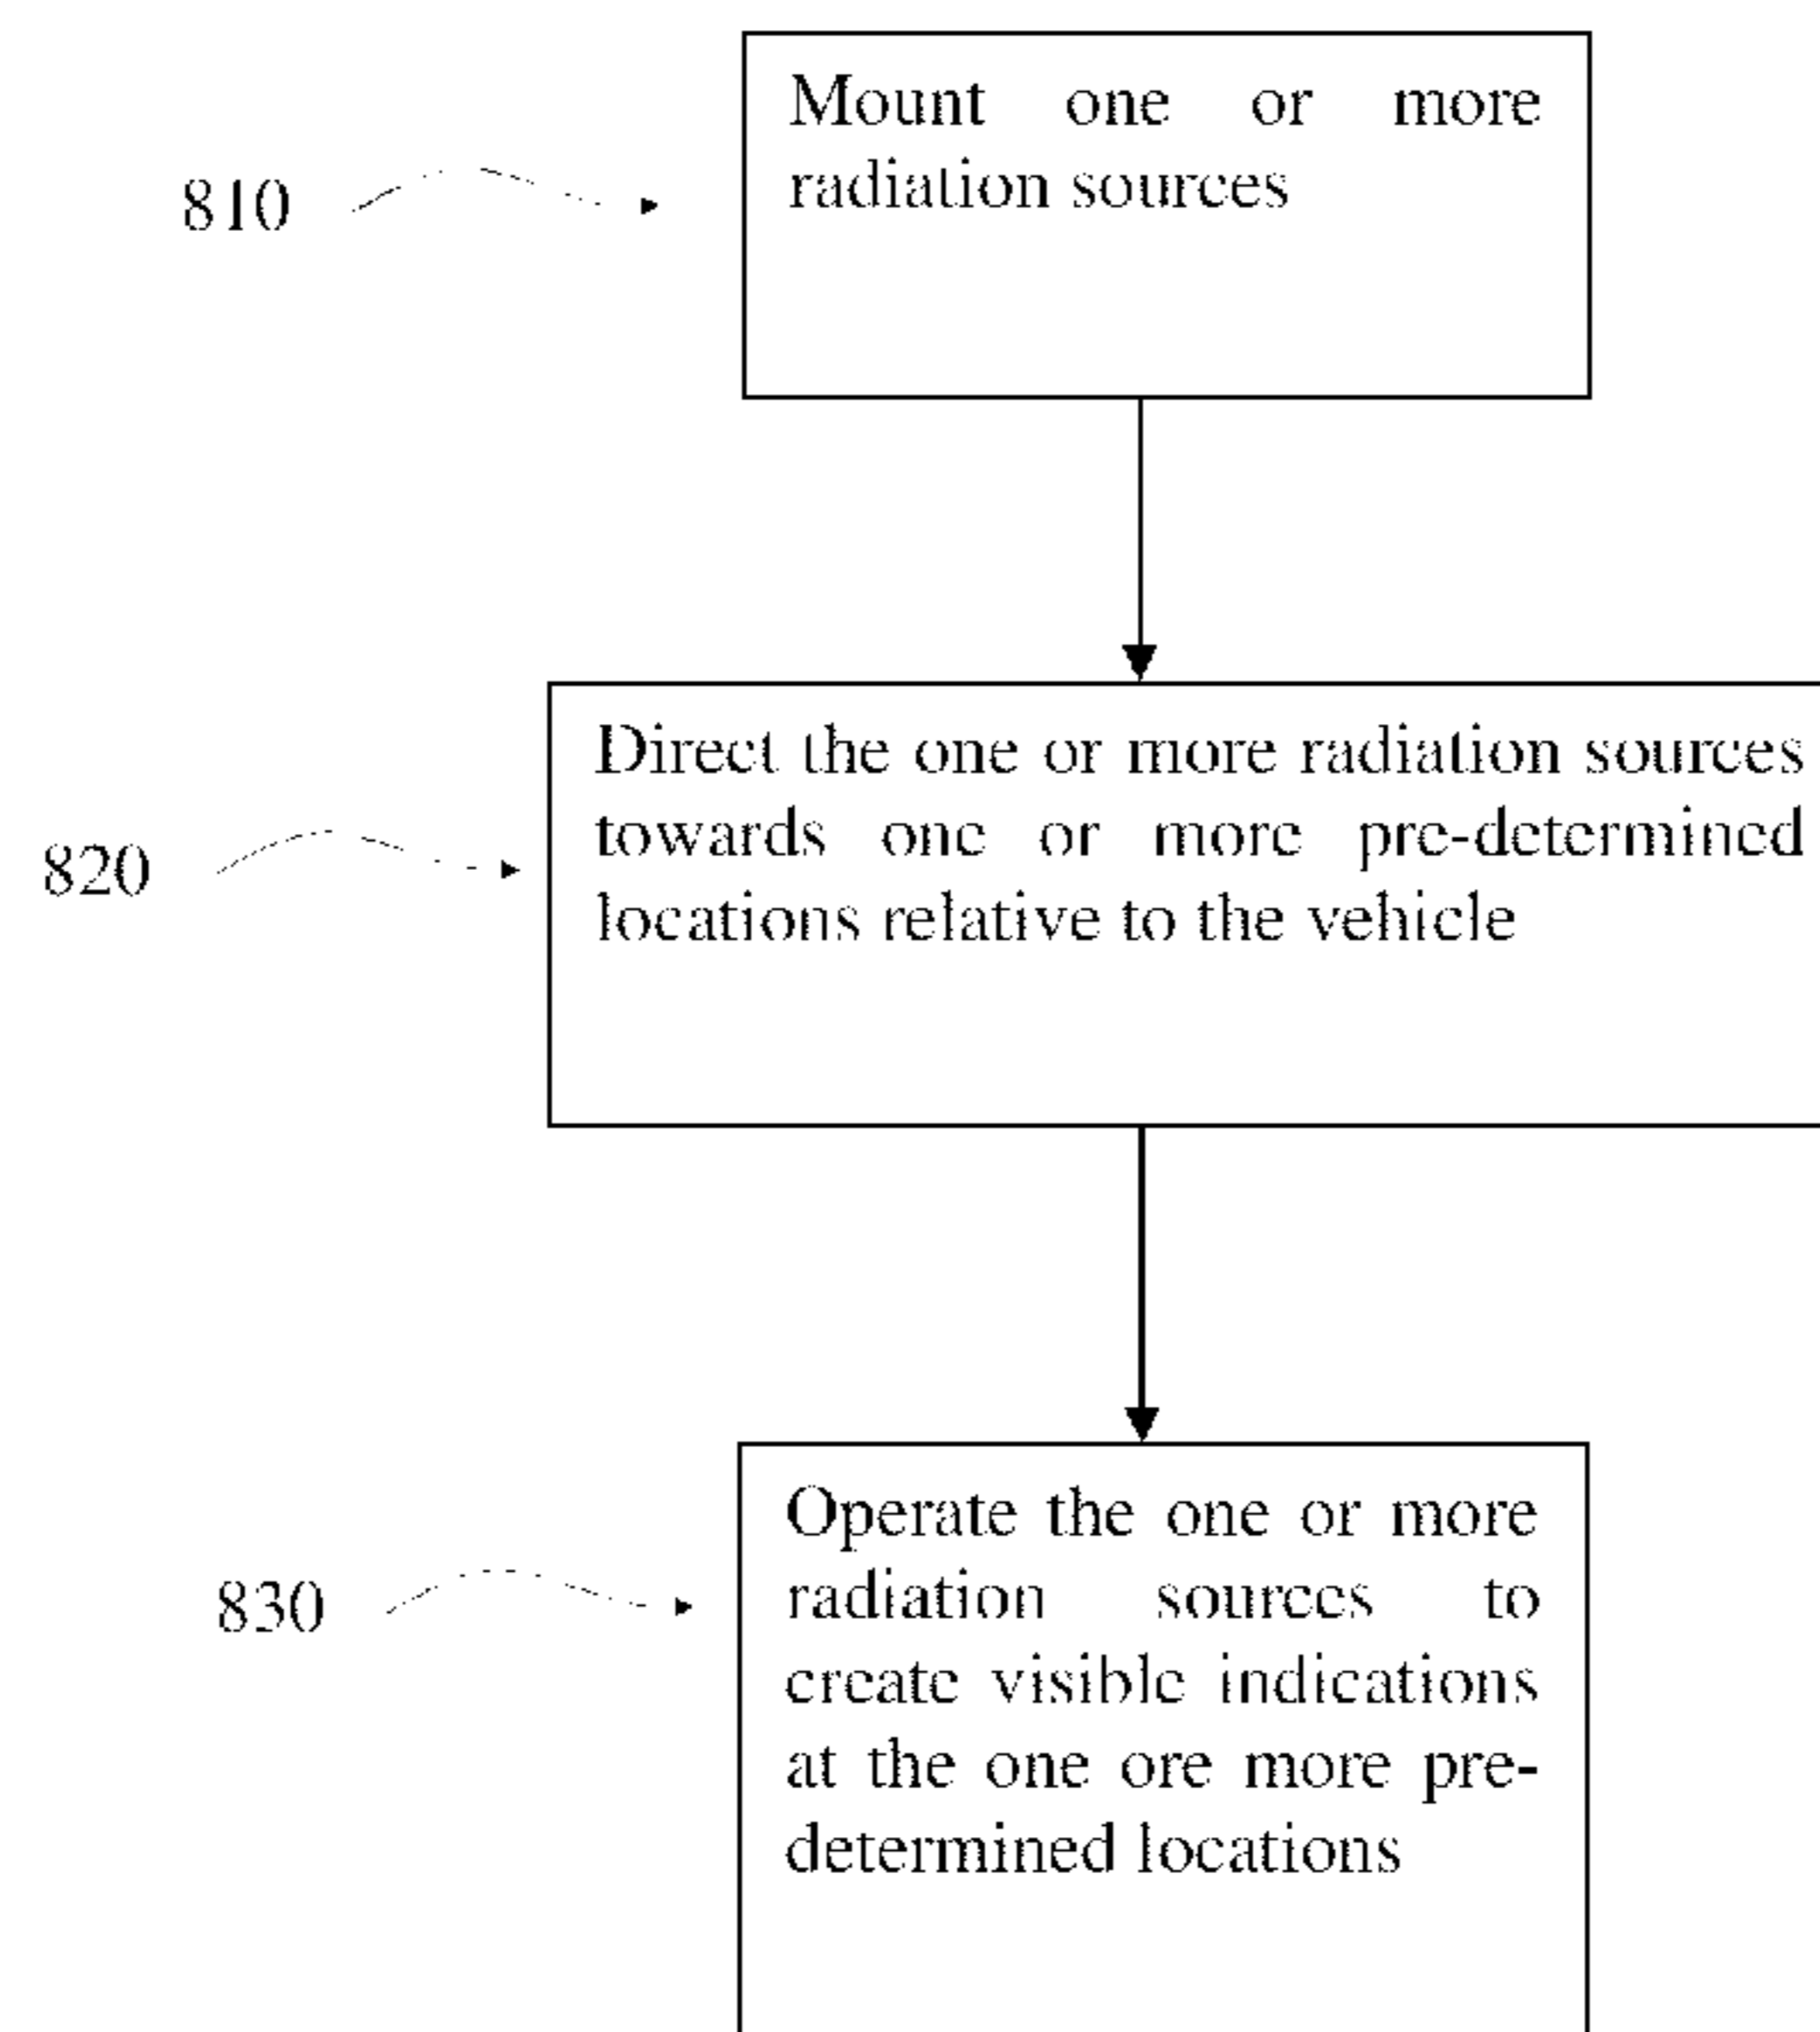 Mount one or more
radiation sources
810
Direct the one or more radiation sources
towards one or more pre-determined
locations relative to the vehicle
820
Operate the one or more
radiation sources to
create visible indications
at the one ore more pre-
determined locations
830